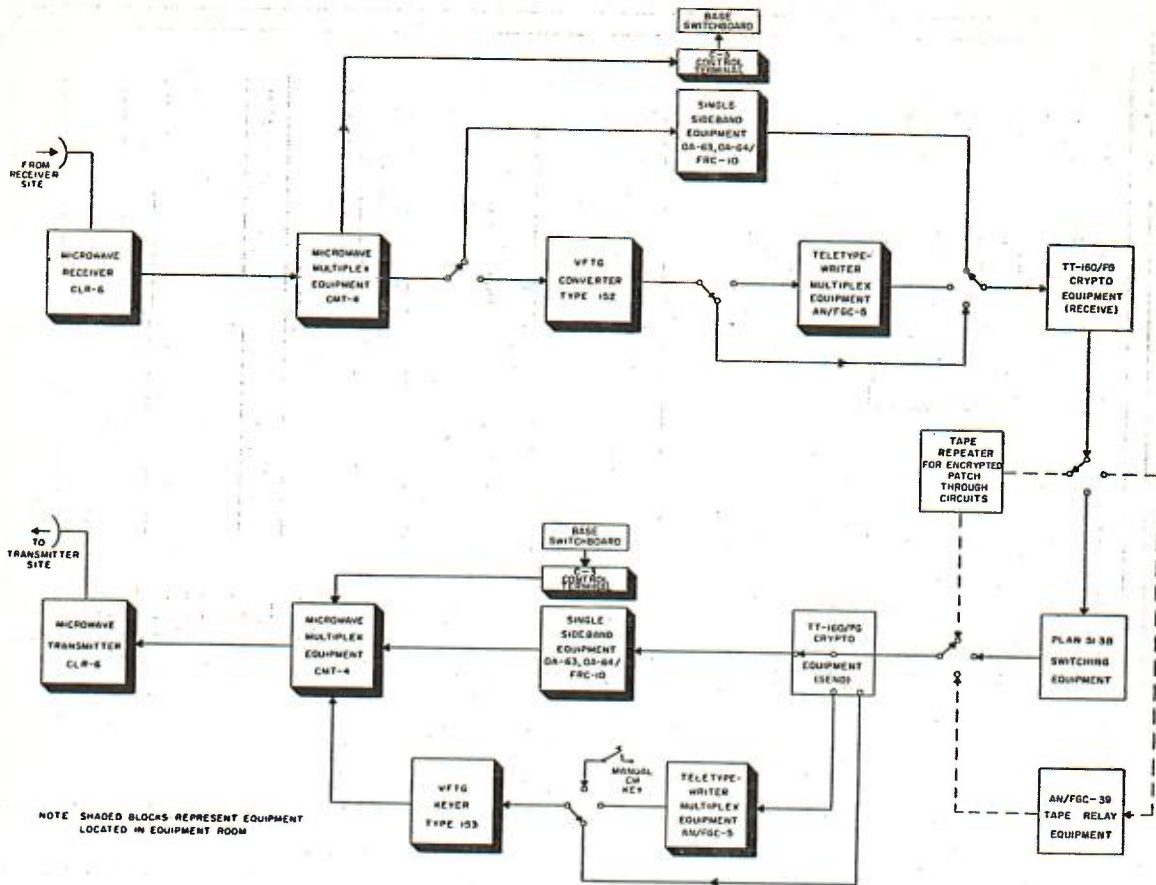 BASE
SWITCHBOARD
C-3
CONTROL
TERMINAL
SINGLE
SIDEBAND
EQUIPMENT
OA-63, OA-64/
FRC-10
FROM
RECEIVER
SITE
MICROWAVE
RECEIVER
CLR-6
MICROWAVE
MULTIPLEX
EQUIPMENT
CMT-4
VFTG
CONVERTER
TYPE 152
TELETYPE-
WRITER
MULTIPLEX
EQUIPMENT
AN/FGC-5
TT-160/FG
CRYPTO
EQUIPMENT
(RECEIVE)
TAPE
REPEATER
FOR ENCRYPTED
PATCH
THROUGH
CIRCUITS
TO
TRANSMITTER
SITE
BASE
SWITCHBOARD
C-3
CONTROL
TERMINAL
MICROWAVE
TRANSMITTER
CLR-6
MICROWAVE
MULTIPLEX
EQUIPMENT
CMT-4
SINGLE
SIDEBAND
EQUIPMENT
OA-63, OA-64/
FRC-10
TT-160/FG
CRYPTO
EQUIPMENT
(SEND)
PLAN 51 3B
SWITCHING
EQUIPMENT
VFTG
KEYER
TYPE 153
MANUAL
CW
KEY
TELETYPE-
WRITER
MULTIPLEX
EQUIPMENT
AN/FGC-5
AN/FGC-39
TAPE RELAY
EQUIPMENT
NOTE SHADED BLOCKS REPRESENT EQUIPMENT
LOCATED IN EQUIPMENT ROOM